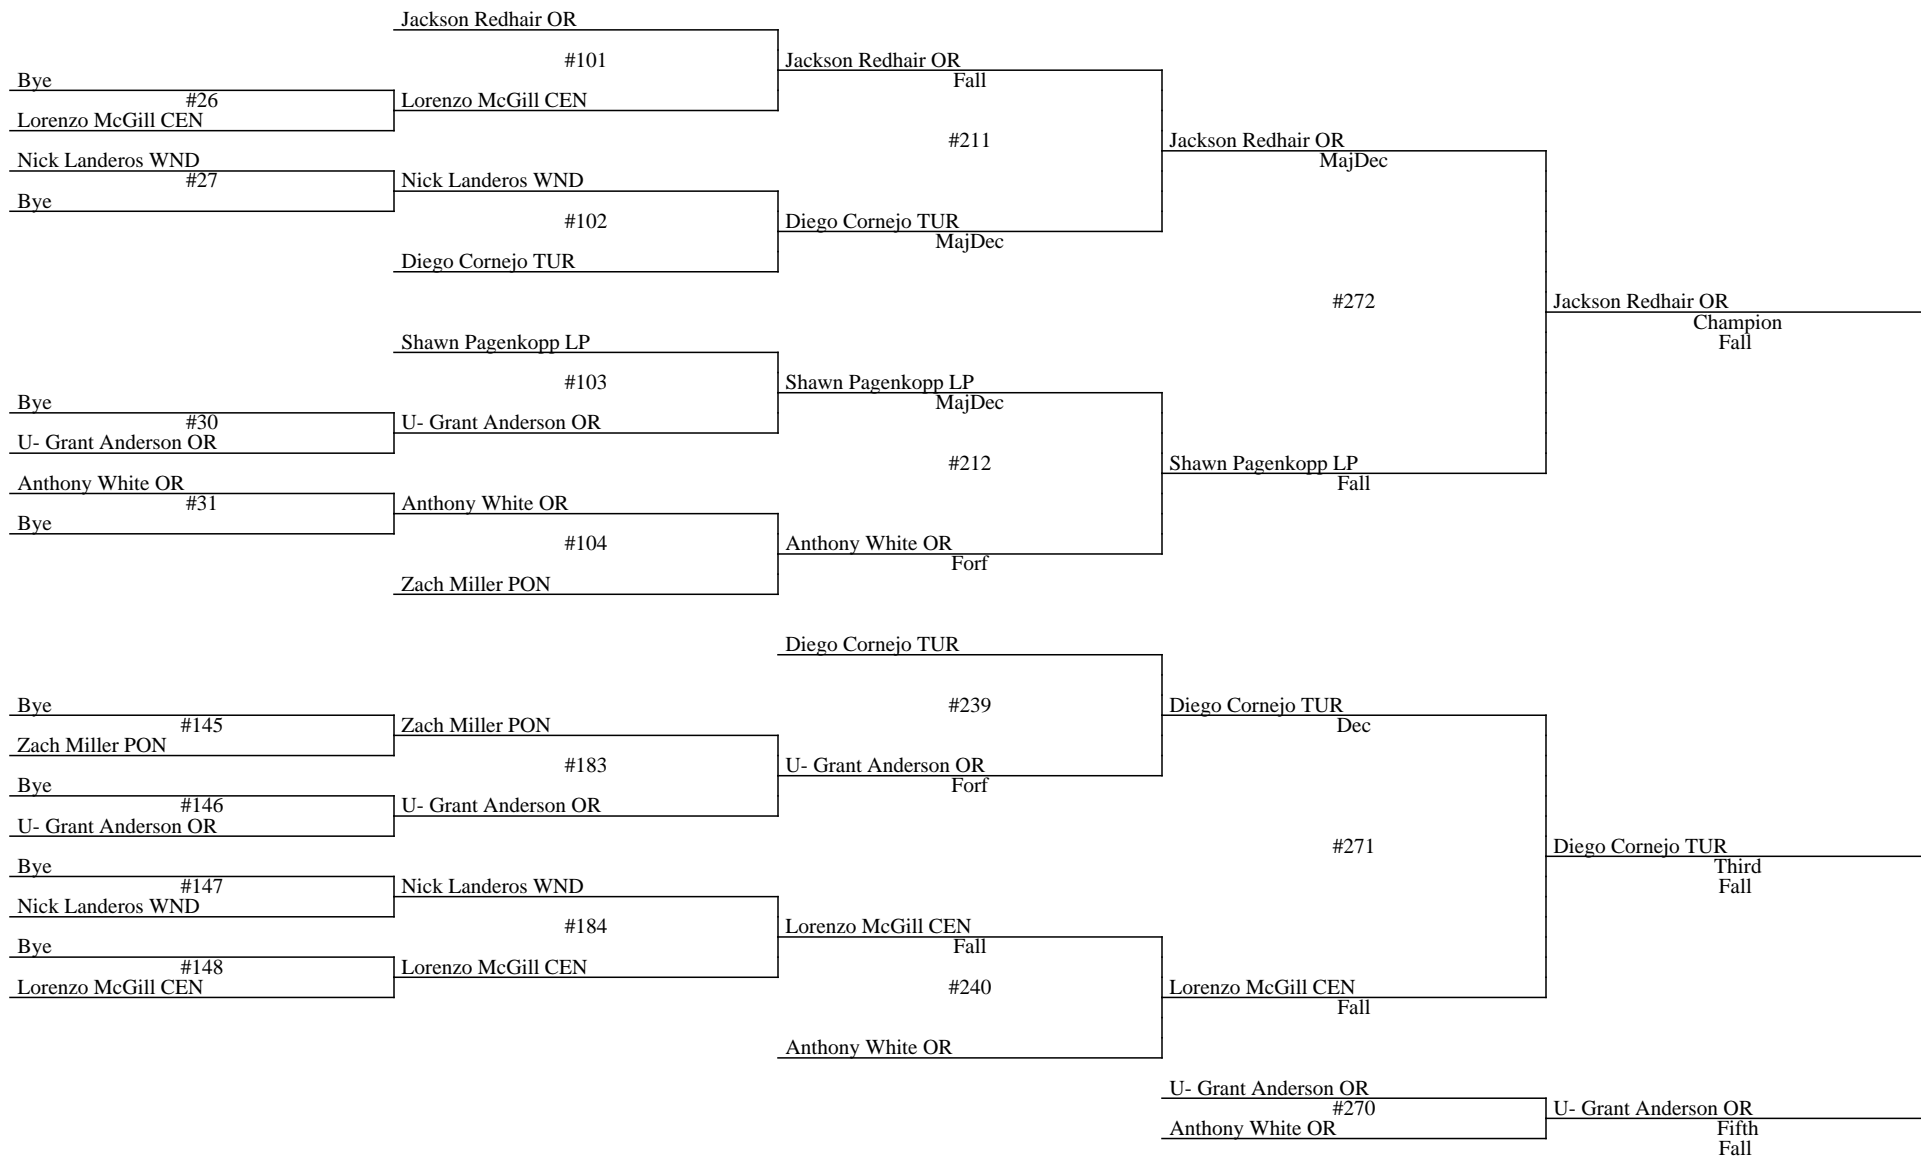 Jackson Redhair OR
#101
Jackson Redhair OR
Bye
Fall
#26
Lorenzo McGill CEN
Lorenzo McGill CEN
#211
Jackson Redhair OR
Nick Landeros WND
MajDec
#27
Nick Landeros WND
Bye
#102
Diego Cornejo TUR
MajDec
Diego Cornejo TUR
#272
Jackson Redhair OR
Champion
Fall
Shawn Pagenkopp LP
#103
Shawn Pagenkopp LP
Bye
MajDec
#30
U- Grant Anderson OR
U- Grant Anderson OR
#212
Shawn Pagenkopp LP
Anthony White OR
Fall
#31
Anthony White OR
Bye
#104
Anthony White OR
Forf
Zach Miller PON
Diego Cornejo TUR
Bye
#239
Diego Cornejo TUR
#145
Zach Miller PON
Dec
Zach Miller PON
#183
U- Grant Anderson OR
Bye
Forf
#146
U- Grant Anderson OR
U- Grant Anderson OR
#271
Diego Cornejo TUR
Bye
Third
#147
Nick Landeros WND
Fall
Nick Landeros WND
#184
Lorenzo McGill CEN
Bye
Fall
#148
Lorenzo McGill CEN
Lorenzo McGill CEN
#240
Lorenzo McGill CEN
Fall
Anthony White OR
U- Grant Anderson OR
#270
U- Grant Anderson OR
Anthony White OR
Fifth
Fall